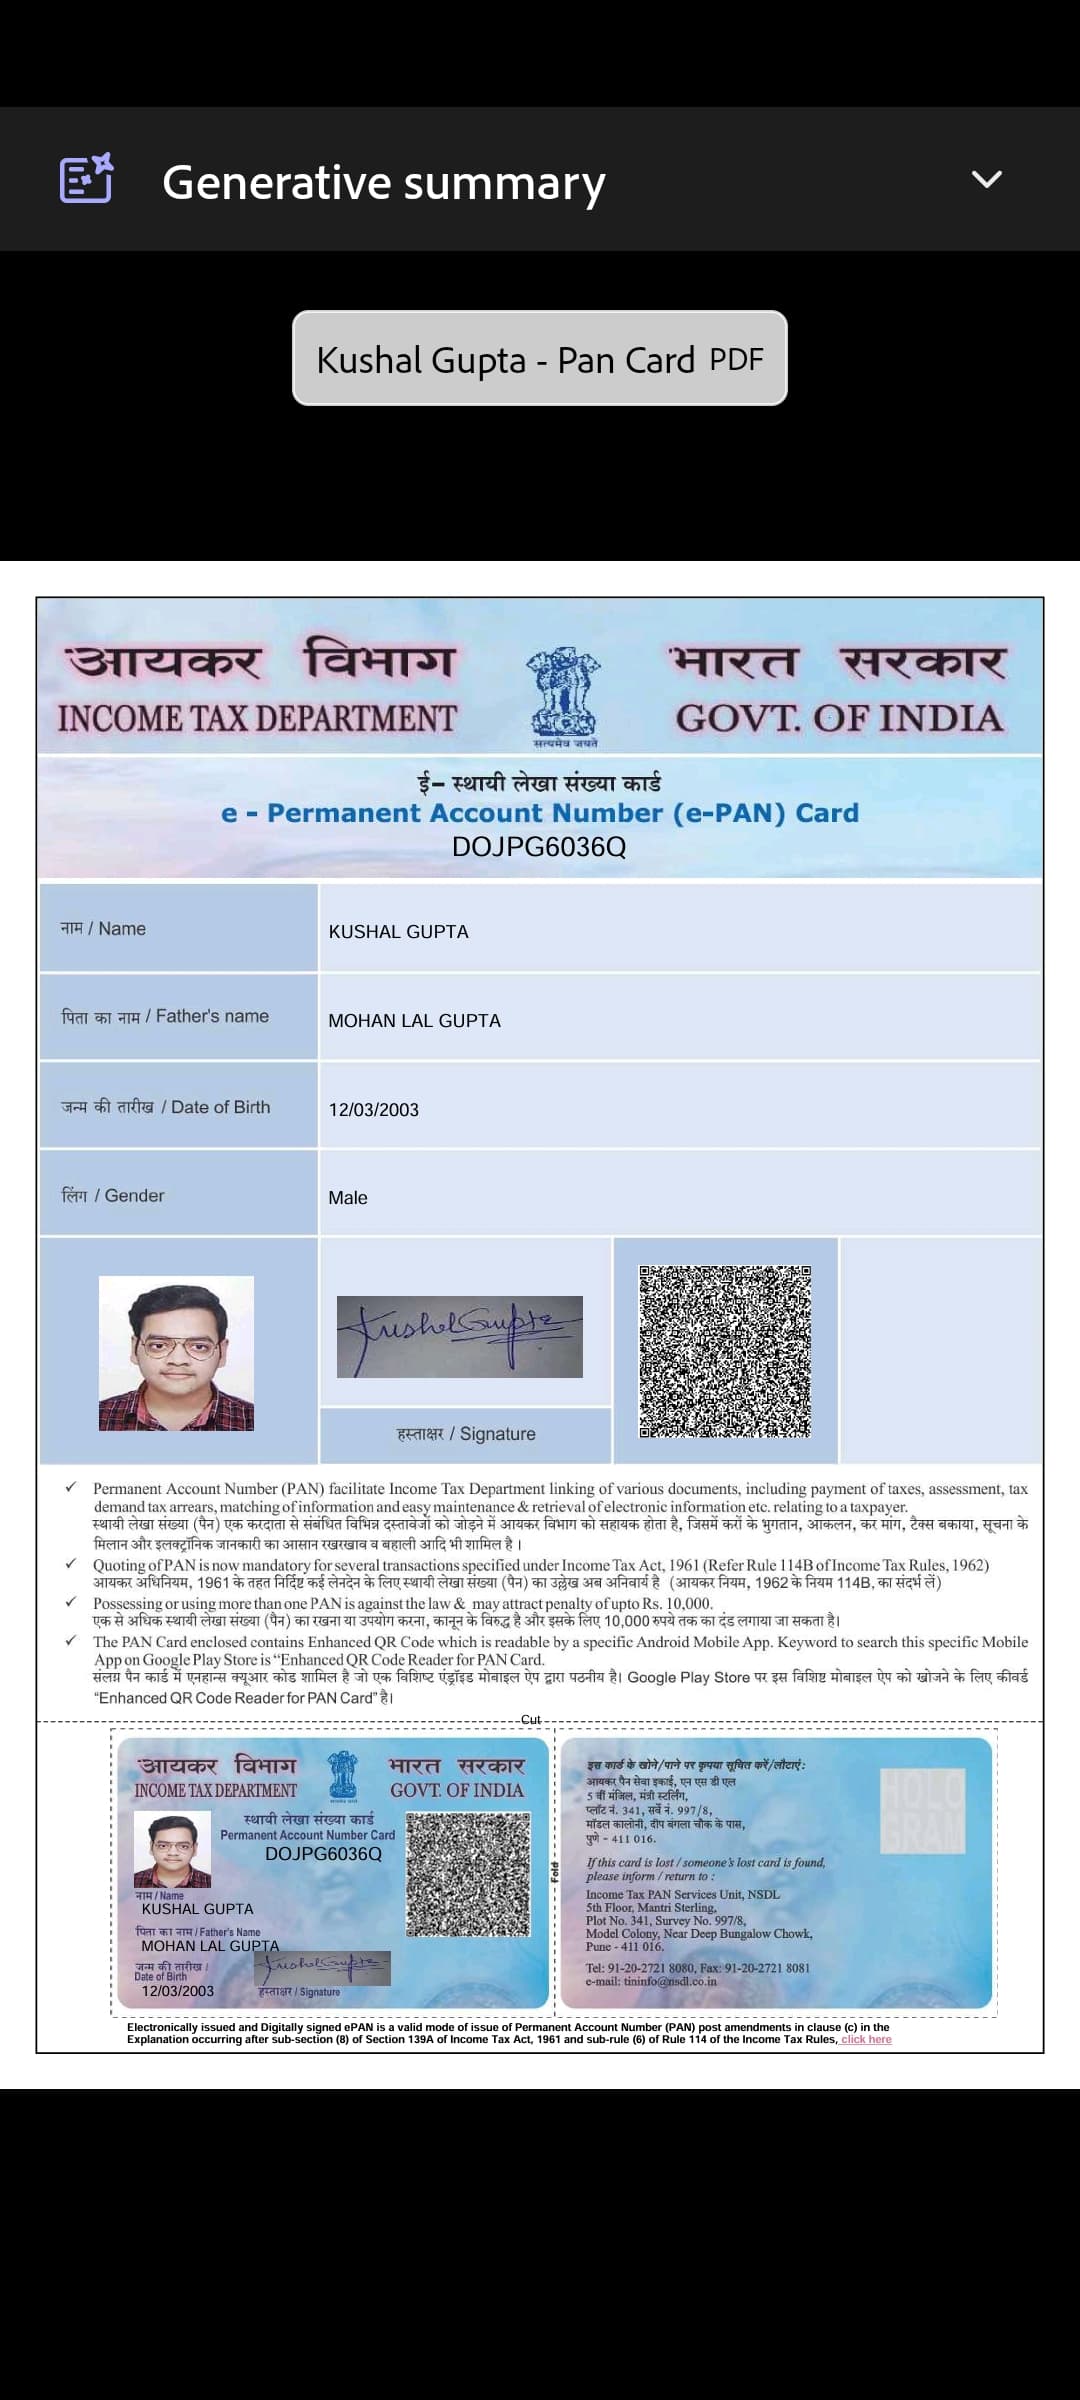 Generative summary
Kushal Gupta - Pan Card PDF
आयकर विभाग
INCOME TAX DEPARTMENT
सत्यमेव जयते
भारत सरकार
GOVT. OF INDIA
ई- स्थायी लेखा संख्या कार्ड
e - Permanent Account Number (e-PAN) Card
DOJPG6036Q
नाम / Name
KUSHAL GUPTA
पिता का नाम / Father's name
MOHAN LAL GUPTA
जन्म की तारीख / Date of Birth
12/03/2003
लिंग / Gender
Male
Kushal Gupta
हस्ताक्षर / Signature
✓ Permanent Account Number (PAN) facilitate Income Tax Department linking of various documents, including payment of taxes, assessment, tax
demand tax arrears, matching of information and easy maintenance & retrieval of electronic information etc. relating to a taxpayer.
स्थायी लेखा संख्या (पैन) एक करदाता से संबंधित विभिन्न दस्तावेजों को जोड़ने में आयकर विभाग को सहायक होता है, जिसमें करों के भुगतान, आकलन, कर मांग, टैक्स बकाया, सूचना के
मिलान और इलक्ट्रॉनिक जानकारी का आसान रखरखाव व बहाली आदि भी शामिल है ।
✓ Quoting of PAN is now mandatory for several transactions specified under Income Tax Act, 1961 (Refer Rule 114B of Income Tax Rules, 1962)
आयकर अधिनियम, 1961 के तहत निर्दिष्ट कई लेनदेन के लिए स्थायी लेखा संख्या (पैन) का उल्लेख अब अनिवार्य है (आयकर नियम, 1962 के नियम 114B, का संदर्भ लें)
✓ Possessing or using more than one PAN is against the law & may attract penalty of upto Rs. 10,000.
एक से अधिक स्थायी लेखा संख्या (पैन) का रखना या उपयोग करना, कानून के विरुद्ध है और इसके लिए 10,000 रुपये तक का दंड लगाया जा सकता है।
✓ The PAN Card enclosed contains Enhanced QR Code which is readable by a specific Android Mobile App. Keyword to search this specific Mobile
App on Google Play Store is "Enhanced QR Code Reader for PAN Card.
संलग्न पैन कार्ड में एनहान्स क्यूआर कोड शामिल है जो एक विशिष्ट एंड्रॉइड मोबाइल ऐप द्वारा पठनीय है। Google Play Store पर इस विशिष्ट मोबाइल ऐप को खोजने के लिए कीवर्ड
"Enhanced QR Code Reader for PAN Card" है।
Cut
आयकर विभाग
INCOME TAX DEPARTMENT
भारत सरकार
GOVT. OF INDIA
स्थायी लेखा संख्या कार्ड
Permanent Account Number Card
DOJPG6036Q
नाम / Name
KUSHAL GUPTA
पिता का नाम / Father's Name
MOHAN LAL GUPTA
जन्म की तारीख /
Date of Birth
12/03/2003
Kushal Gupta
हस्ताक्षर / Signature
Fold
इस कार्ड के खोने/पाने पर कृपया सूचित करें/लौटाएं:
आयकर पैन सेवा इकाई, एन एस डी एल
5 वीं मंजिल, मंत्री स्टर्लिंग,
प्लॉट नं. 341, सर्वे नं. 997/8,
मॉडल कालोनी, दीप बंगला चौक के पास,
पुणे - 411 016.
If this card is lost / someone's lost card is found,
please inform / return to :
Income Tax PAN Services Unit, NSDL
5th Floor, Mantri Sterling,
Plot No. 341, Survey No. 997/8,
Model Colony, Near Deep Bungalow Chowk,
Pune - 411 016.
Tel: 91-20-2721 8080, Fax: 91-20-2721 8081
e-mail: tininfo@nsdl.co.in
Electronically issued and Digitally signed ePAN is a valid mode of issue of Permanent Account Number (PAN) post amendments in clause (c) in the
Explanation occurring after sub-section (8) of Section 139A of Income Tax Act, 1961 and sub-rule (6) of Rule 114 of the Income Tax Rules, click here